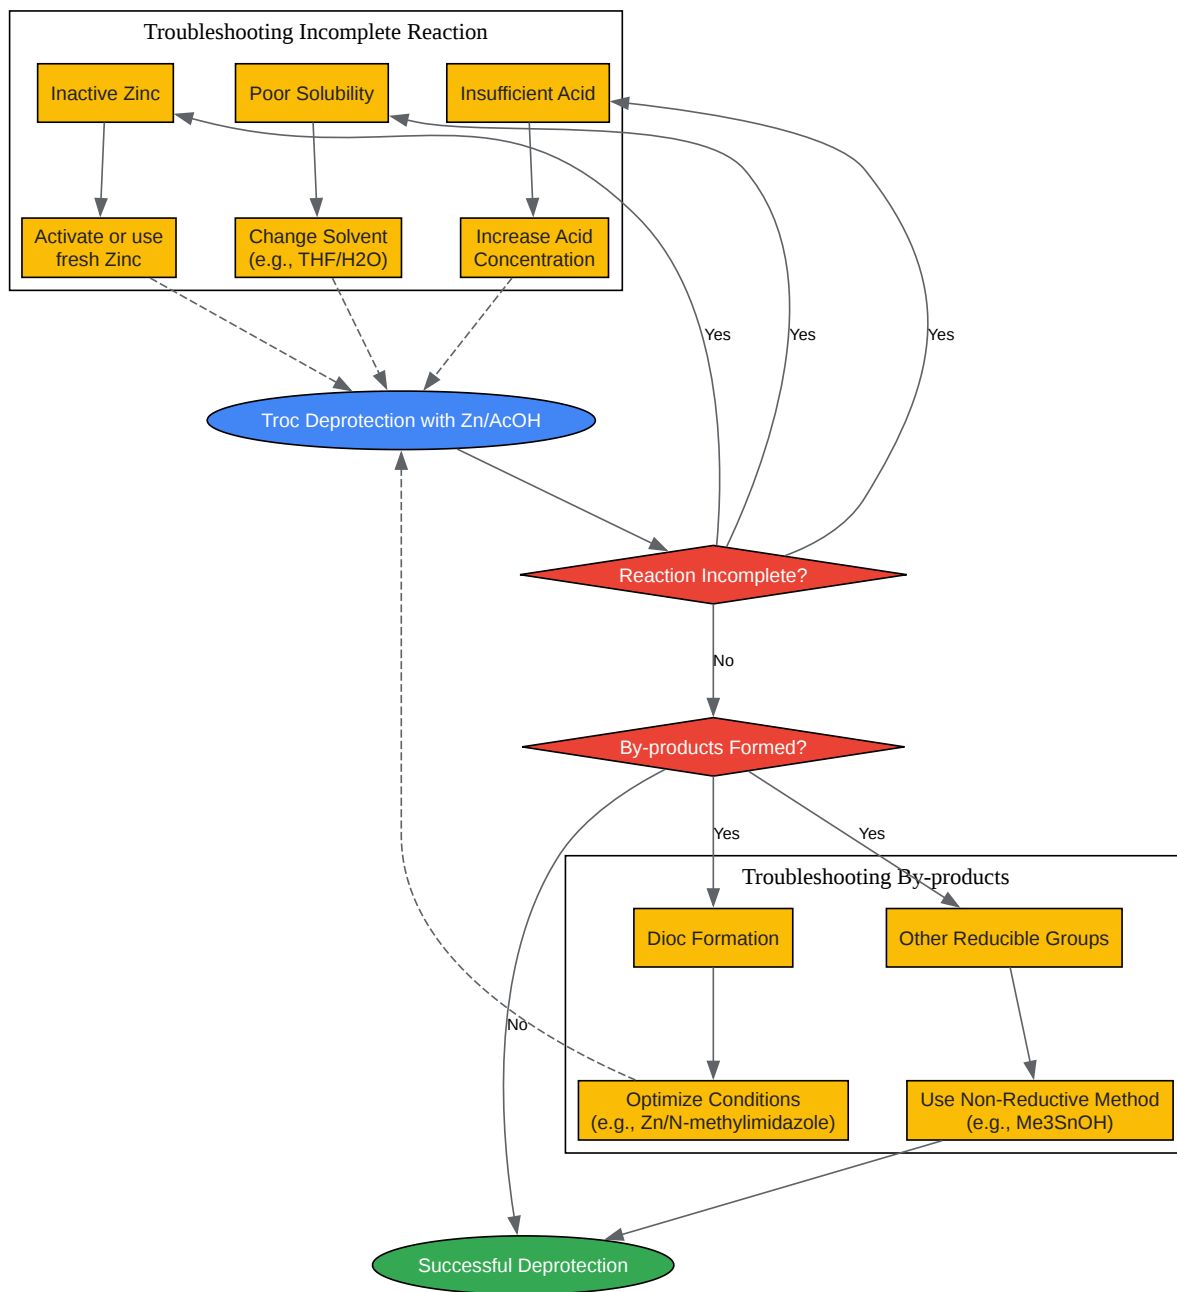 Troubleshooting Incomplete Reaction
Inactive Zinc
Poor Solubility
Insufficient Acid
Activate or use
fresh Zinc
Change Solvent
(e.g., THF/H2O)
Increase Acid
Concentration
Yes
Yes
Yes
Troc Deprotection with Zn/AcOH
Reaction Incomplete?
No
By-products Formed?
Yes
Yes
Troubleshooting By-products
Dioc Formation
Other Reducible Groups
No
Optimize Conditions
(e.g., Zn/N-methylimidazole)
Use Non-Reductive Method
(e.g., Me3SnOH)
Successful Deprotection